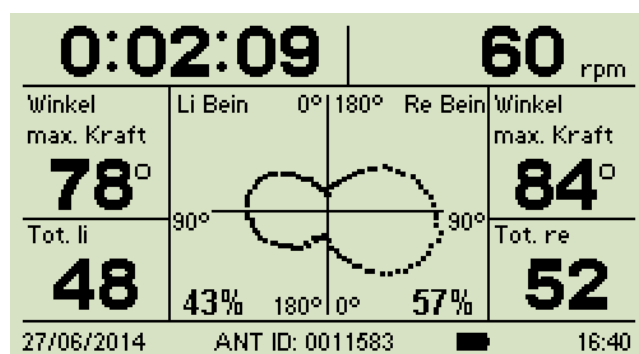 0:02:09 60 rpm
Winkel max. Kraft
78°
Tot. li
48
Li Bein 0° 180° Re Bein
90° 90°
43% 180° 0° 57%
Winkel max. Kraft
84°
Tot. re
52
27/06/2014 ANT ID: 0011583 16:40